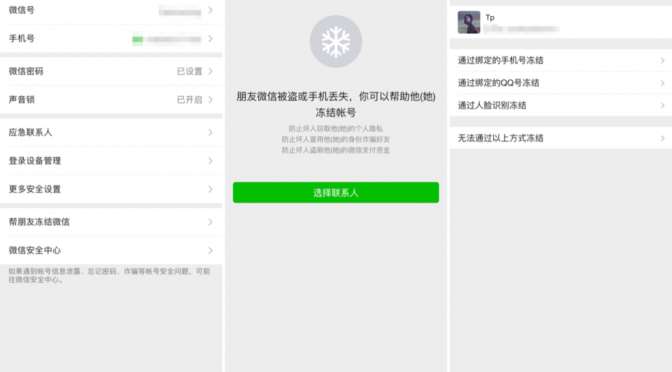 微信号
手机号
微信密码 已设置
声音锁 已开启
应急联系人
登录设备管理
更多安全设置
帮朋友冻结微信
微信安全中心
如果遇到帐号信息泄露、忘记密码、诈骗等帐号安全问题，可前
往微信安全中心。
朋友微信被盗或手机丢失，你可以帮助他(她)
冻结帐号
防止坏人窃取他(她)的个人隐私
防止坏人冒用他(她)的身份诈骗好友
防止坏人盗刷他(她)的微信支付资金
选择联系人
Tp
通过绑定的手机号冻结
通过绑定的QQ号冻结
通过人脸识别冻结
无法通过以上方式冻结